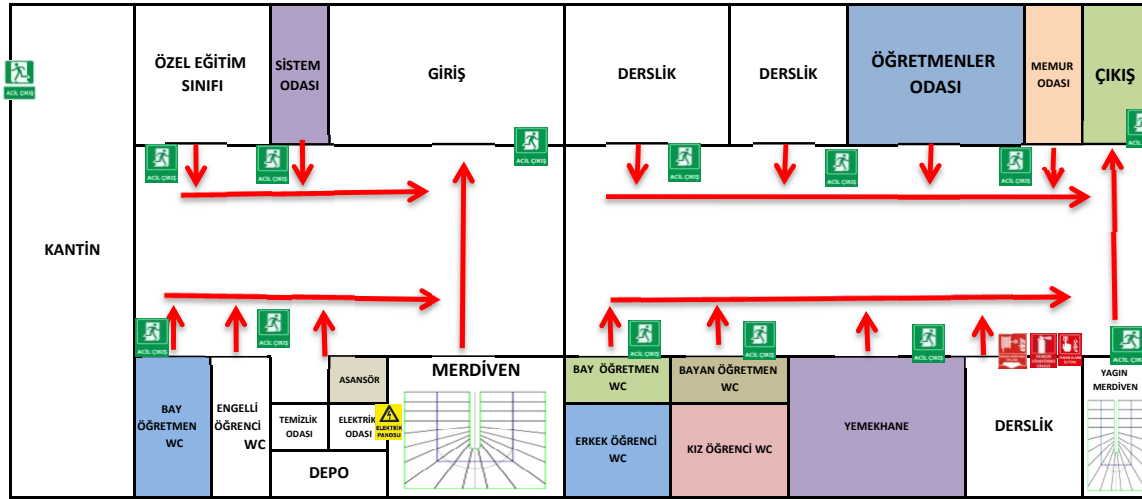 ÖZEL EĞİTİM
SINIFI
SİSTEM
ODASI
GİRİŞ
DERSLİK
DERSLİK
ÖĞRETMENLER
ODASI
MEMUR
ODASI
ÇIKIŞ
ACİL ÇIKIŞ
ACİL ÇIKIŞ
ACİL ÇIKIŞ
ACİL ÇIKIŞ
ACİL ÇIKIŞ
ACİL ÇIKIŞ
ACİL ÇIKIŞ
ACİL ÇIKIŞ
KANTİN
ACİL ÇIKIŞ
ACİL ÇIKIŞ
ACİL ÇIKIŞ
ACİL ÇIKIŞ
ACİL ÇIKIŞ
ACİL ÇIKIŞ
BAY
ÖĞRETMEN
WC
ENGELLİ
ÖĞRENCİ
WC
ASANSÖR
TEMİZLİK
ODASI
ELEKTRİK
ODASI
ELEKTRİK
PANOSU
DEPO
MERDİVEN
BAY ÖĞRETMEN
WC
BAYAN ÖĞRETMEN
WC
ERKEK ÖĞRENCİ
WC
KIZ ÖĞRENCİ WC
YEMEKHANE
DERSLİK
YAGIN
MERDİVEN